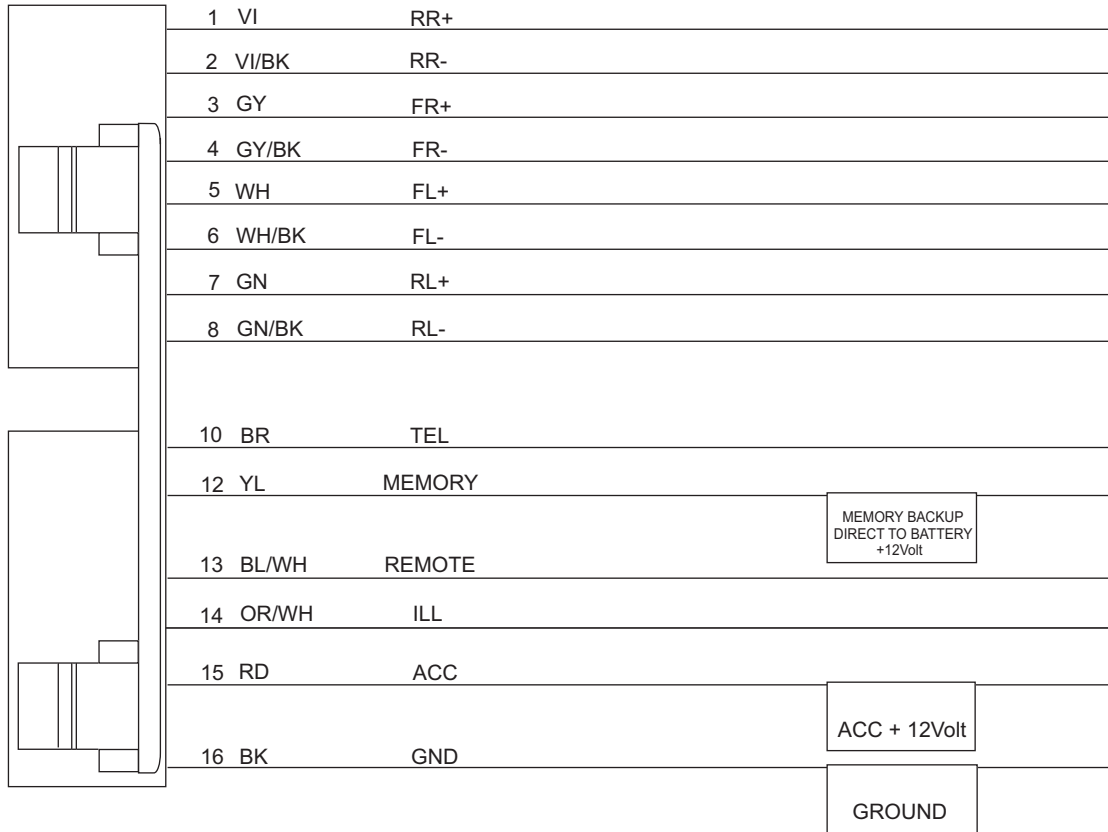 1 VI RR+
2 VI/BK RR-
3 GY FR+
4 GY/BK FR-
5 WH FL+
6 WH/BK FL-
7 GN RL+
8 GN/BK RL-
10 BR TEL
12 YL MEMORY
MEMORY BACKUP
DIRECT TO BATTERY
+12Volt
13 BL/WH REMOTE
14 OR/WH ILL
15 RD ACC
ACC + 12Volt
16 BK GND
GROUND